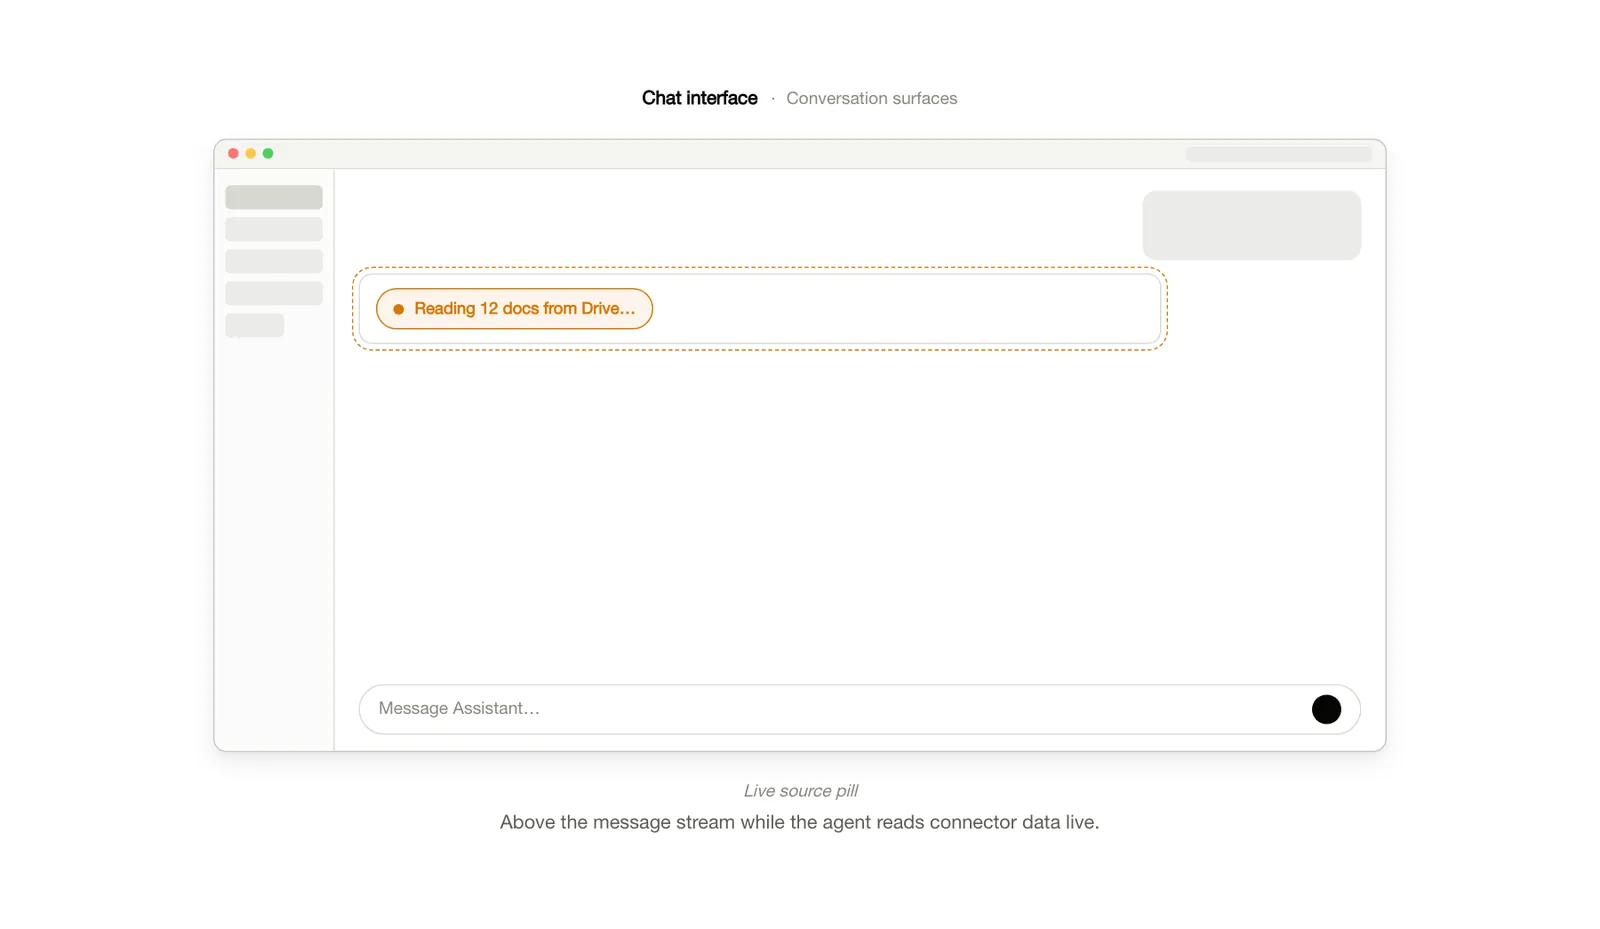 Chat interface · Conversation surfaces
Reading 12 docs from Drive…
Message Assistant…
Live source pill
Above the message stream while the agent reads connector data live.